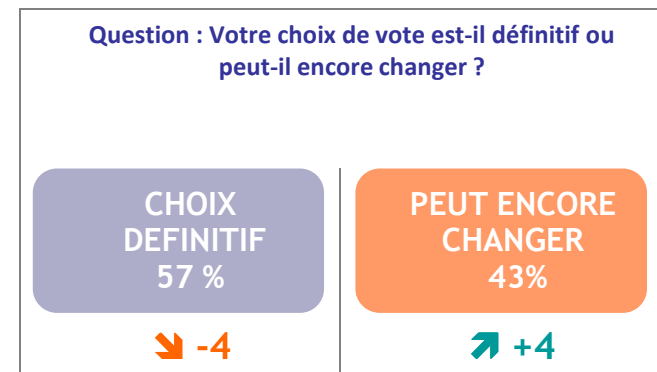 Question : Votre choix de vote est-il définitif ou
peut-il encore changer ?
CHOIX
DEFINITIF
57 %
PEUT ENCORE
CHANGER
43%
-4
+4